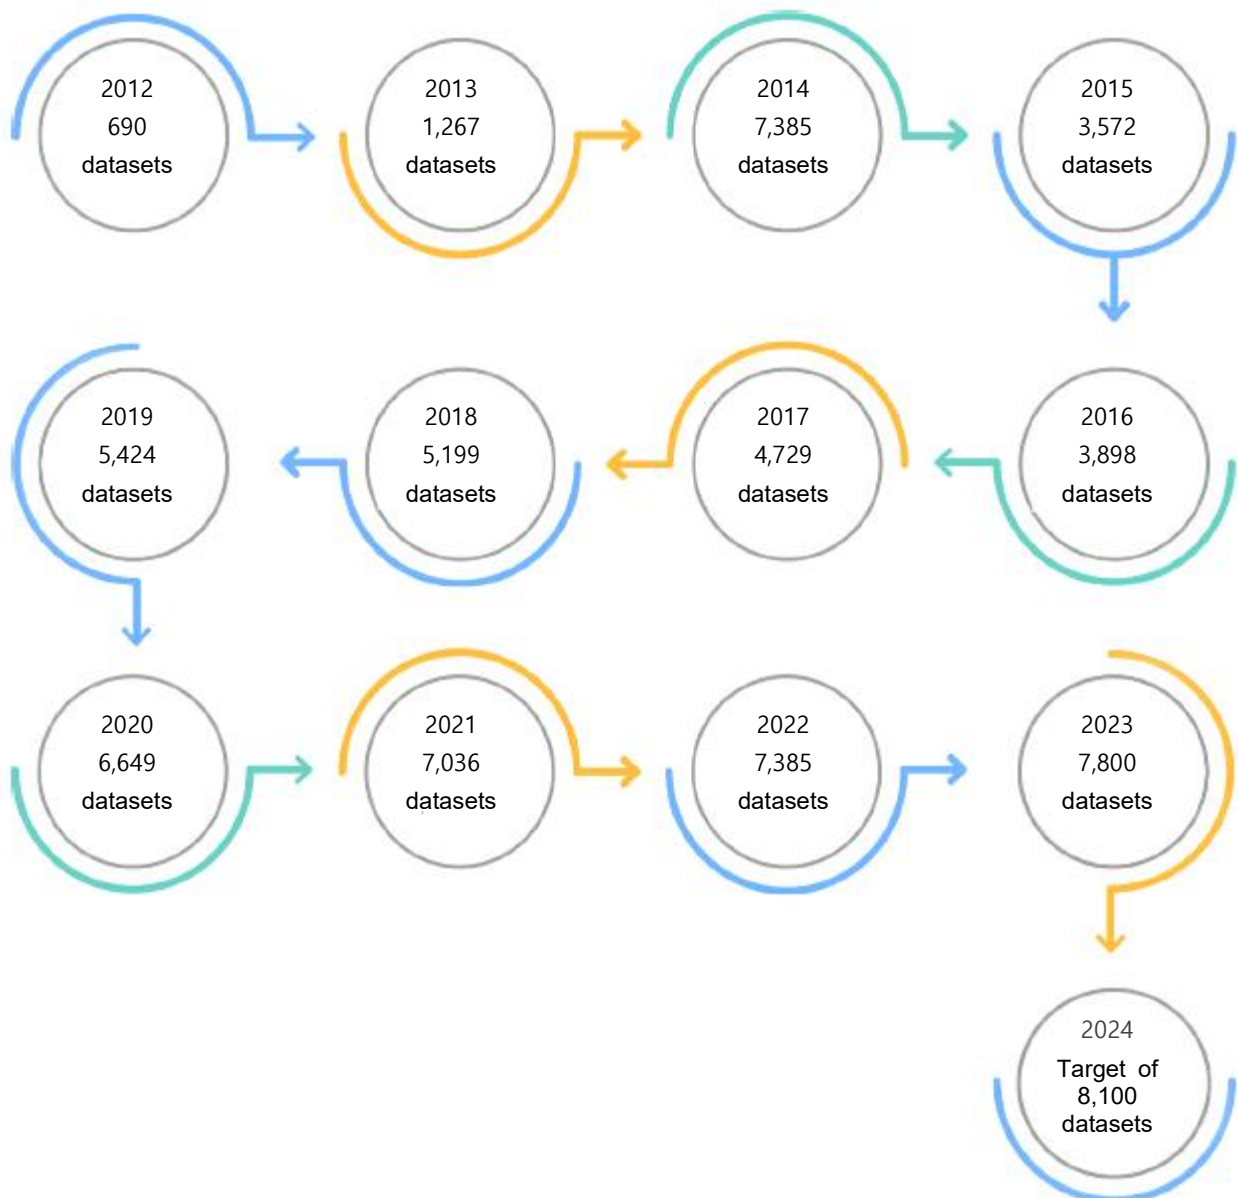 2012
690
datasets
2013
1,267
datasets
2014
7,385
datasets
2015
3,572
datasets
2016
3,898
datasets
2017
4,729
datasets
2018
5,199
datasets
2019
5,424
datasets
2020
6,649
datasets
2021
7,036
datasets
2022
7,385
datasets
2023
7,800
datasets
2024
Target of
8,100
datasets